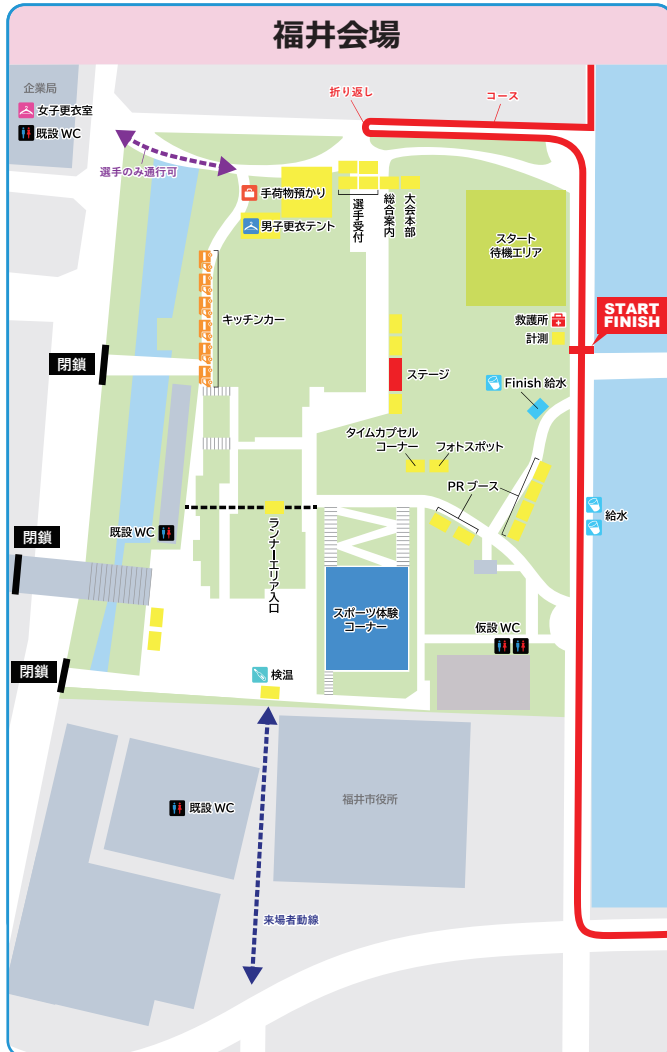 福井会場
企業局
女子更衣室
既設 WC
選手のみ通行可
折り返し
コース
手荷物預かり
男子更衣テント
選手受付
総合案内
大会本部
スタート
待機エリア
キッチンカー
救護所
計測
START
FINISH
閉鎖
ステージ
Finish 給水
タイムカプセル
コーナー
フォトスポット
PR ブース
給水
既設 WC
閉鎖
ランナーエリア入口
スポーツ体験
コーナー
仮設 WC
閉鎖
検温
既設 WC
福井市役所
来場者動線